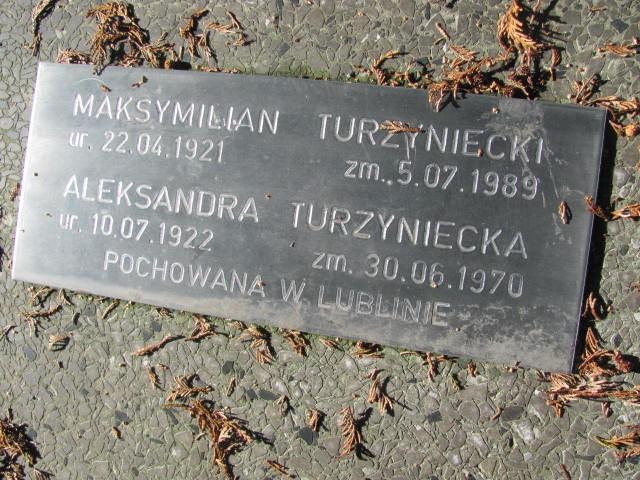 MAKSYMILIAN TURZYNIECKI
ur. 22.04.1921 zm. 5.07.1989
ALEKSANDRA TURZYNIECKA
ur. 10.07.1922 zm. 30.06.1970
POCHOWANA W LUBLINIE